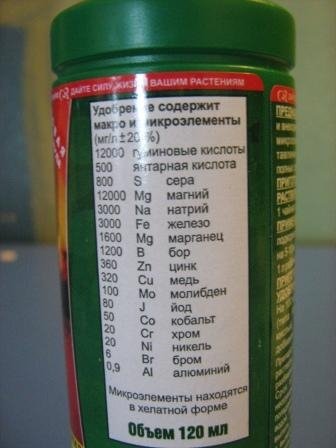 ДАЙТЕ СИЛУ ЖИЗНИ ВАШИМ РАСТЕНИЯМ
Удобрение содержит
макро и микроэлементы
(мг/л±20%)
12000 гуминовые кислоты
500 янтарная кислота
800 S сера
12000 Mg магний
3000 Na натрий
3000 Fe железо
1600 Mg марганец
1200 B бор
360 Zn цинк
320 Cu медь
100 Mo молибден
80 J йод
50 Co кобальт
20 Cr хром
20 Ni никель
6 Br бром
0,9 Al алюминий
Микроэлементы находятся
в хелатной форме
Объем 120 мл